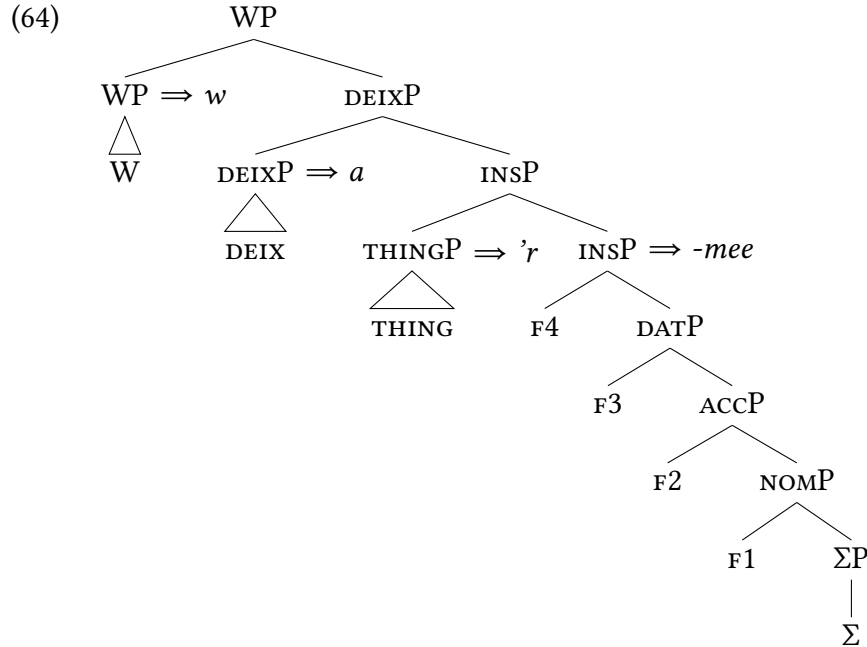 (64) WP
WP ⇒ w DEIXP
W DEIXP ⇒ a INSP
DEIX THINGP ⇒ ’r INSP ⇒ -mee
THING F4 DATP
F3 ACCP
F2 NOMP
F1 ΣP
Σ